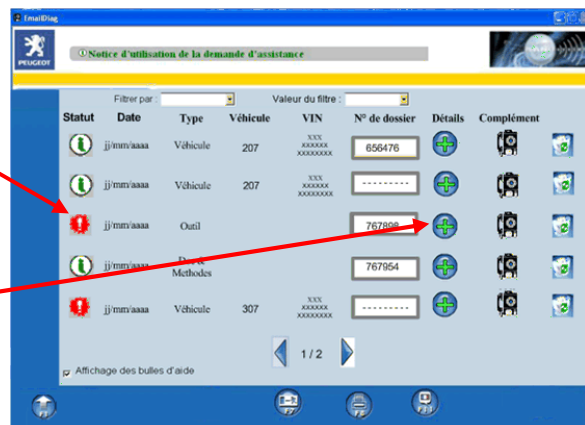 EmailDiag
PEUGEOT
Notice d'utilisation de la demande d'assistance
Filtrer par : Valeur du filtre :
Statut Date Type Véhicule VIN N° de dossier Détails Complément
jj/mm/aaaa Véhicule 207 xxx xxxxxx xxxxxxxx 656476
jj/mm/aaaa Véhicule 207 xxx xxxxxx xxxxxxxx ---------
jj/mm/aaaa Outil 767898
jj/mm/aaaa Methodes 767954
jj/mm/aaaa Véhicule 307 xxx xxxxxx xxxxxxxx ---------
1 / 2
Affichage des bulles d'aide